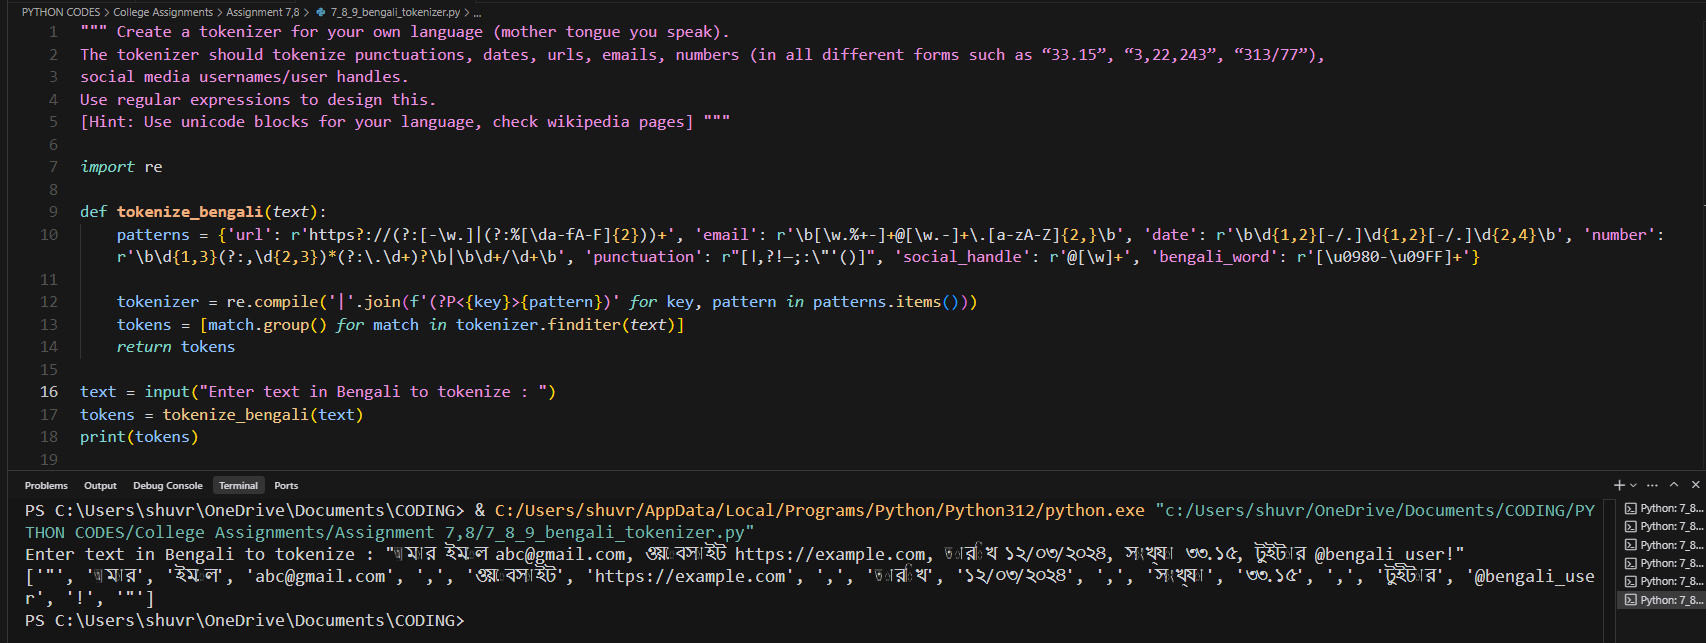 PYTHON CODES > College Assignments > Assignment 7,8 > 7_8_9_bengali_tokenizer.py > ...
1 """ Create a tokenizer for your own language (mother tongue you speak).
2 The tokenizer should tokenize punctuations, dates, urls, emails, numbers (in all different forms such as “33.15”, “3,22,243”, “313/77”),
3 social media usernames/user handles.
4 Use regular expressions to design this.
5 [Hint: Use unicode blocks for your language, check wikipedia pages] """
6
7 import re
8
9 def tokenize_bengali(text):
10 patterns = {'url': r'https?://(?:[-\w.]|(?:%[\da-fA-F]{2}))+', 'email': r'\b[\w.%+-]+@[\w.-]+\.[a-zA-Z]{2,}\b', 'date': r'\b\d{1,2}[-/.]\d{1,2}[-/.]\d{2,4}\b', 'number':
r'\b\d{1,3}(?:,\d{2,3})*(?:\.\d+)?\b|\b\d+/\d+\b', 'punctuation': r"[।,?!—;:\"'()]", 'social_handle': r'@[\w]+', 'bengali_word': r'[\u0980-\u09FF]+'}
11
12 tokenizer = re.compile('|'.join(f'(?P<{key}>{pattern})' for key, pattern in patterns.items()))
13 tokens = [match.group() for match in tokenizer.finditer(text)]
14 return tokens
15
16 text = input("Enter text in Bengali to tokenize : ")
17 tokens = tokenize_bengali(text)
18 print(tokens)
19
Problems Output Debug Console Terminal Ports
PS C:\Users\shuvr\OneDrive\Documents\CODING> & C:/Users/shuvr/AppData/Local/Programs/Python/Python312/python.exe "c:/Users/shuvr/OneDrive/Documents/CODING/PY
THON CODES/College Assignments/Assignment 7,8/7_8_9_bengali_tokenizer.py"
Enter text in Bengali to tokenize : "আমার ইমেল abc@gmail.com, ওয়েবসাইট https://example.com, তারিখ ১২/০৩/২০২৪, সংখ্যা ৩৩.১৫, টুইটার @bengali_user!"
['"', 'আমার', 'ইমেল', 'abc@gmail.com', ',', 'ওয়েবসাইট', 'https://example.com', ',', 'তারিখ', '১২/০৩/২০২৪', ',', 'সংখ্যা', '৩৩.১৫', ',', 'টুইটার', '@bengali_use
r', '!', '"']
PS C:\Users\shuvr\OneDrive\Documents\CODING>
Python: 7_8...
Python: 7_8...
Python: 7_8...
Python: 7_8...
Python: 7_8...
Python: 7_8...